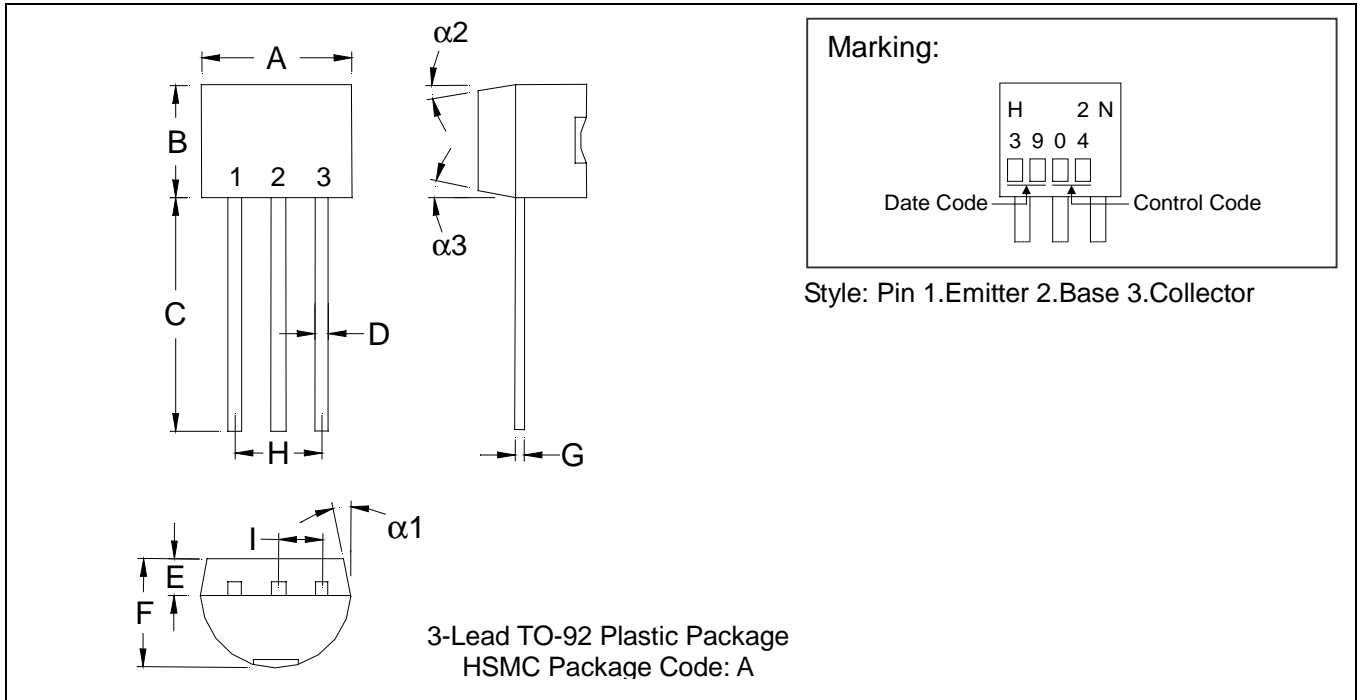 A
B
1 2 3
C
D
H
α2
α3
G
I
α1
E
F
3-Lead TO-92 Plastic Package
HSMC Package Code: A
Marking:
H 2 N
3 9 0 4
Date Code
Control Code
Style: Pin 1.Emitter 2.Base 3.Collector